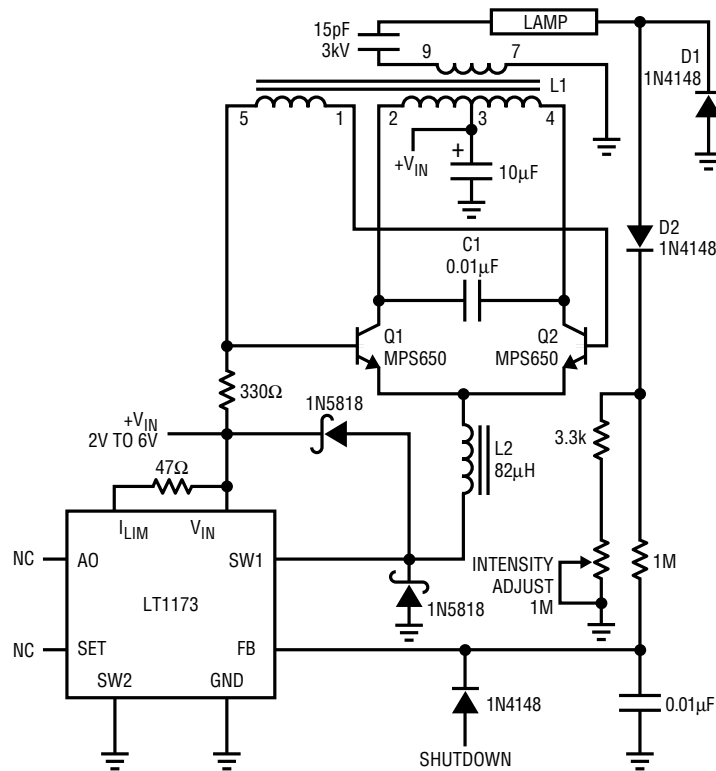 15pF
3kV
LAMP
9
7
D1
1N4148
L1
5
1
2
3
4
+VIN
+
10µF
D2
1N4148
C1
0.01µF
Q1
MPS650
Q2
MPS650
330Ω
1N5818
+VIN
2V TO 6V
L2
82µH
3.3k
47Ω
ILIM
VIN
NC
AO
SW1
INTENSITY
ADJUST
1M
1M
LT1173
1N5818
NC
SET
FB
SW2
GND
1N4148
0.01µF
SHUTDOWN